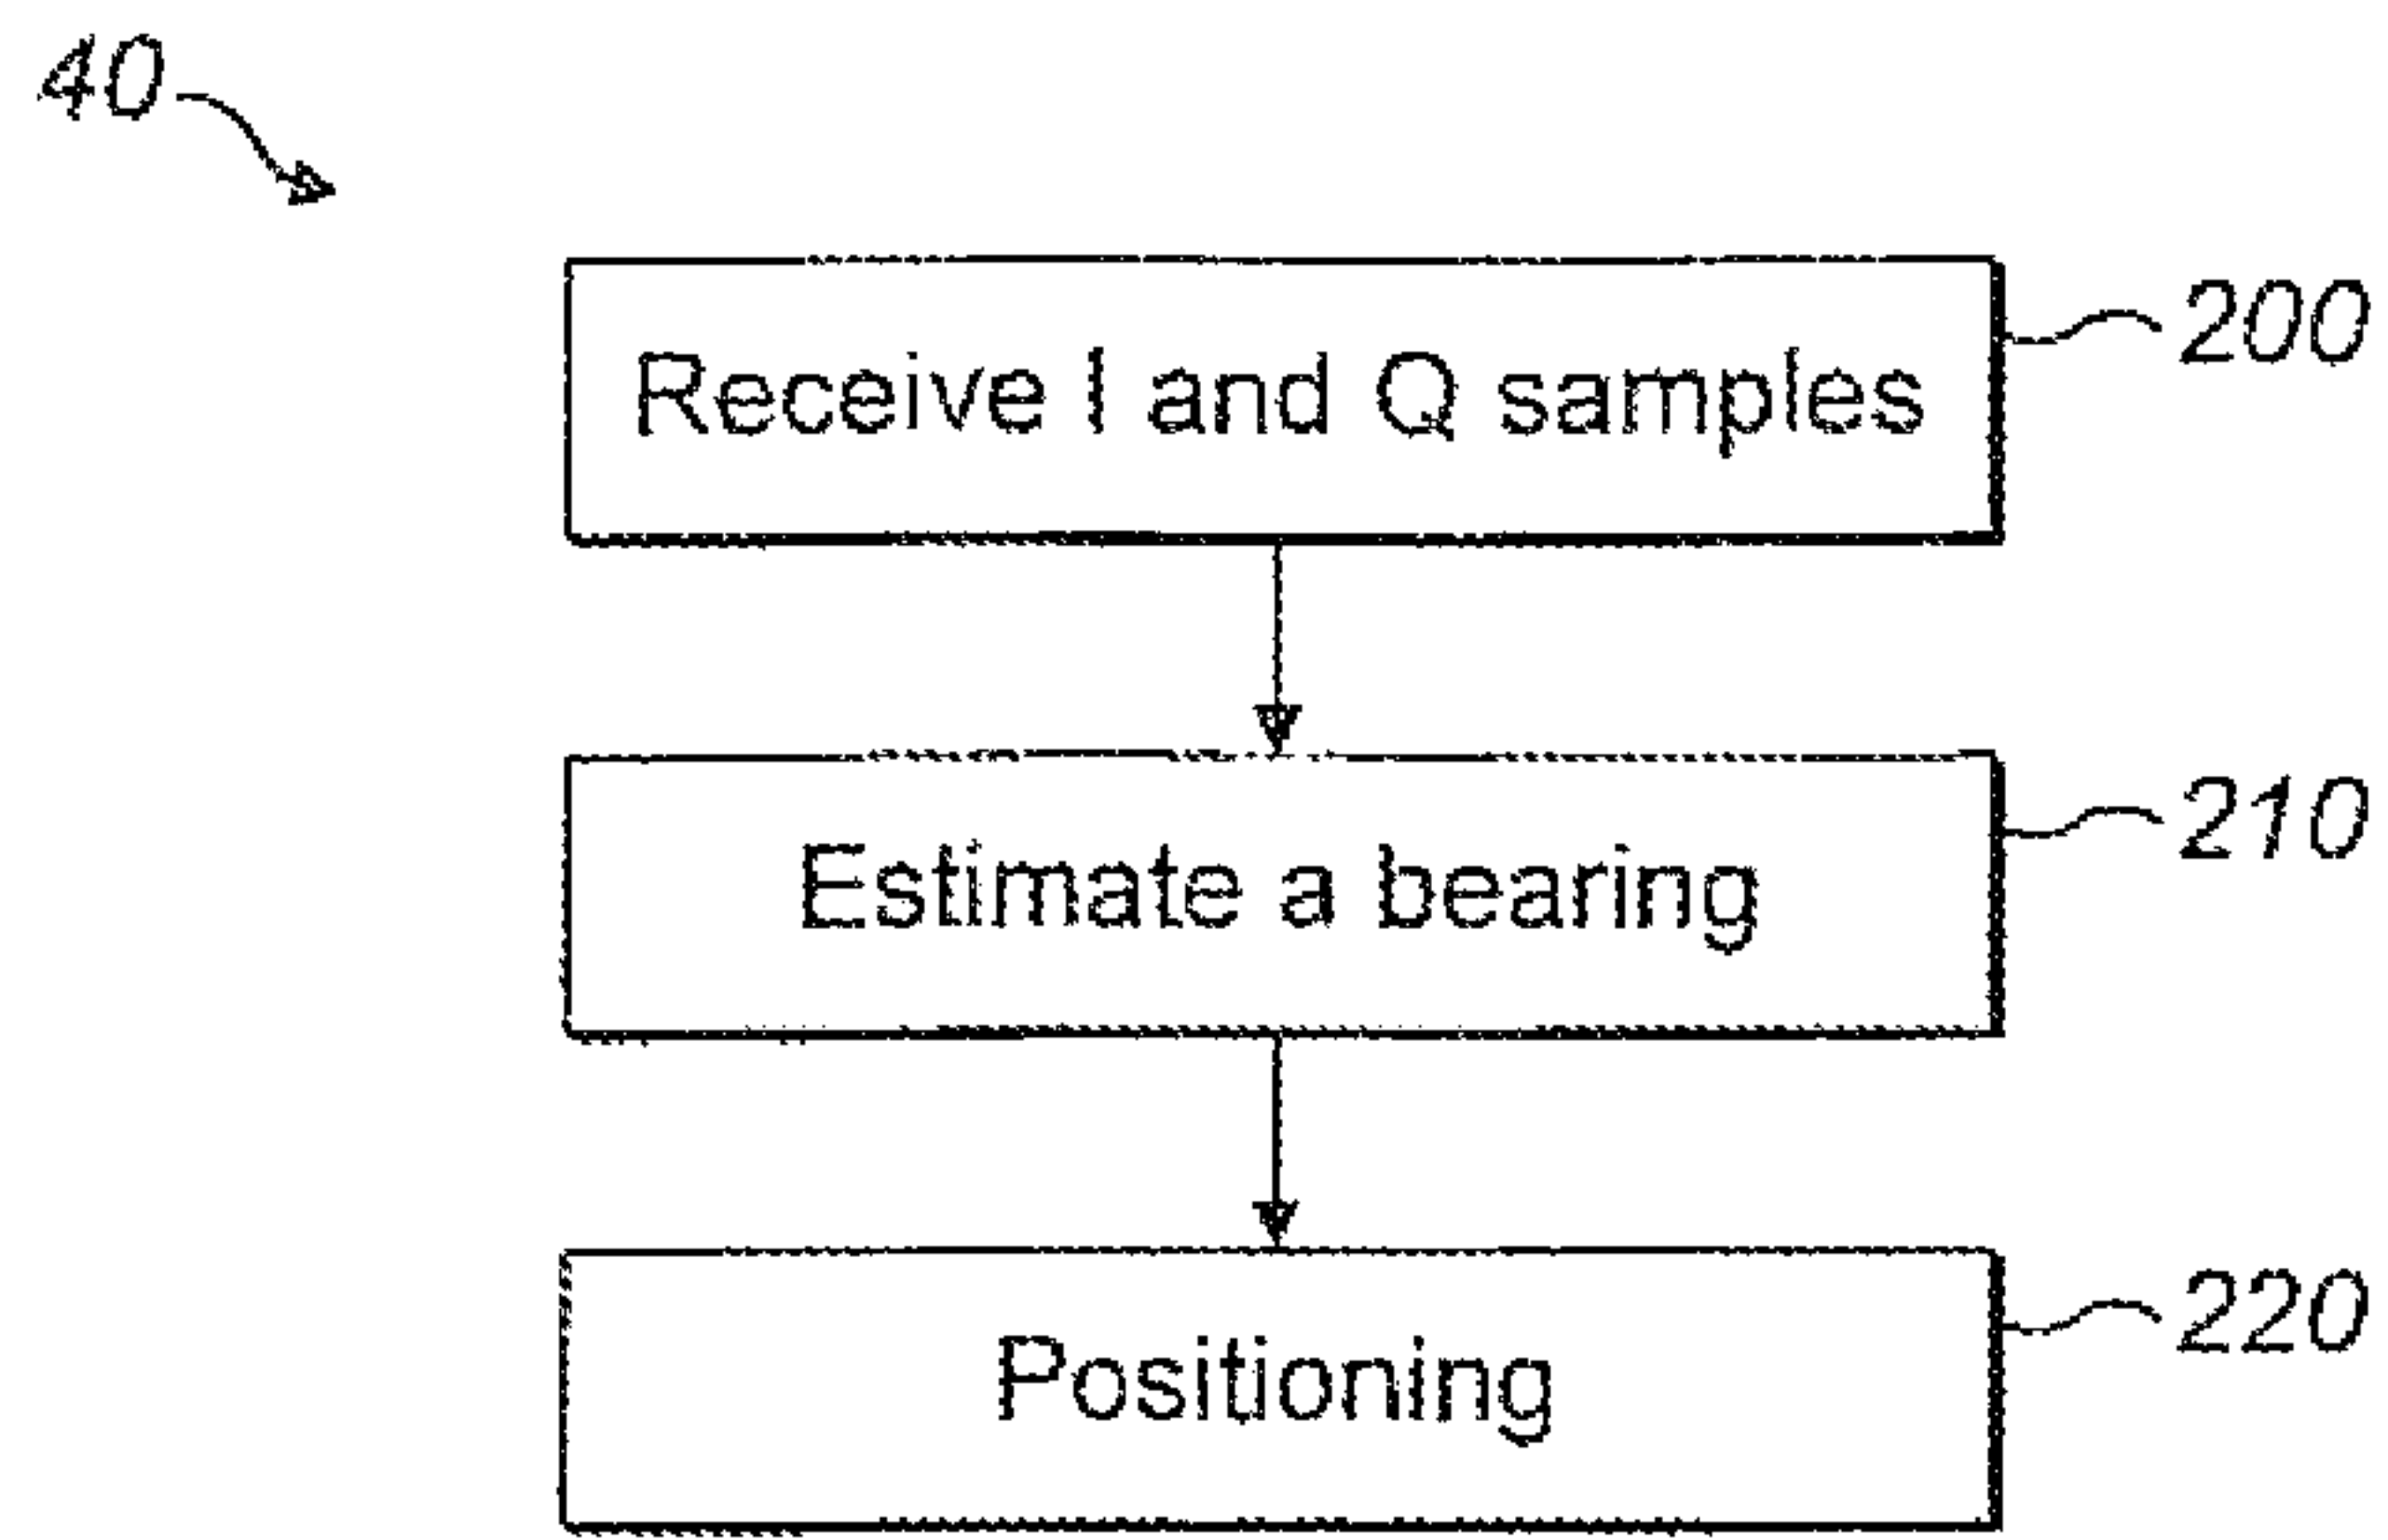 40
Receive I and Q samples
200
Estimate a bearing
210
Positioning
220